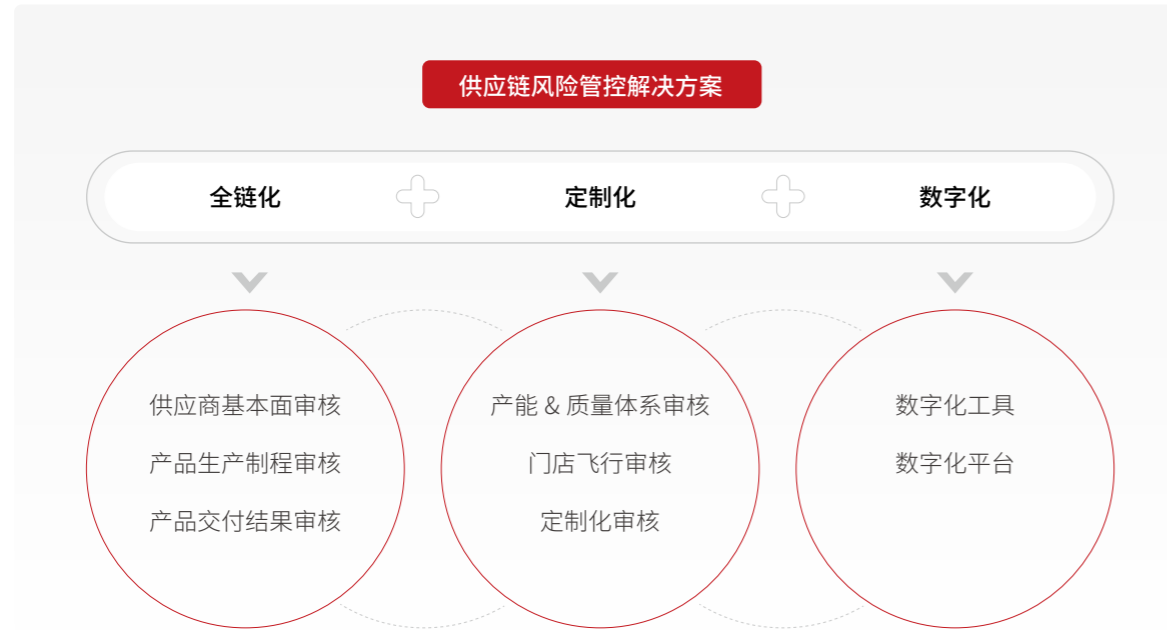 供应链风险管控解决方案
全链化
定制化
数字化
供应商基本面审核
产品生产制程审核
产品交付结果审核
产能 & 质量体系审核
门店飞行审核
定制化审核
数字化工具
数字化平台